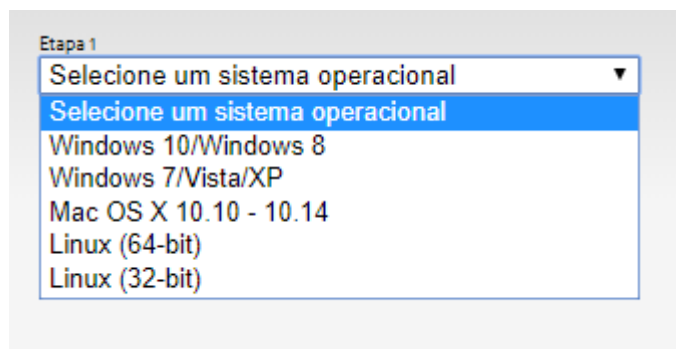 Etapa 1
Selecione um sistema operacional
Selecione um sistema operacional
Windows 10/Windows 8
Windows 7/Vista/XP
Mac OS X 10.10 - 10.14
Linux (64-bit)
Linux (32-bit)